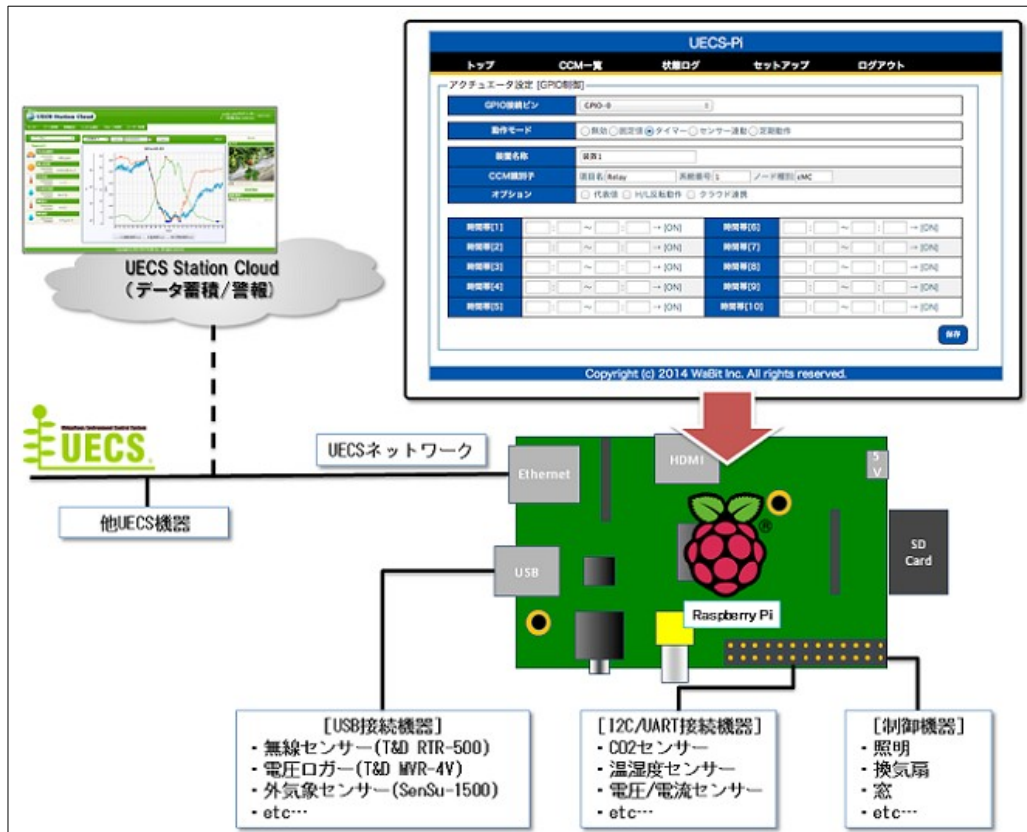 UECS-Pi
トップ CCM一覧 状態ログ セットアップ ログアウト
アクチュエータ設定 [GPIO制御]
GPIO接続ピン GPIO-0
動作モード 無効 固定値 タイマー センサー連動 定期動作
装置名称 装置1
CCM識別子 項目名 Relay 系統番号 1 ノード種別 cMC
オプション 代表値 H/L反転動作 クラウド連携
時間帯[1] : ～ : → [ON] 時間帯[6] : ～ : → [ON]
時間帯[2] : ～ : → [ON] 時間帯[7] : ～ : → [ON]
時間帯[3] : ～ : → [ON] 時間帯[8] : ～ : → [ON]
時間帯[4] : ～ : → [ON] 時間帯[9] : ～ : → [ON]
時間帯[5] : ～ : → [ON] 時間帯[10] : ～ : → [ON]
保存
Copyright (c) 2014 WaBit Inc. All rights reserved.
UECS Station Cloud
UECS Station Cloud
(データ蓄積/警報)
UECS
UECSネットワーク
他UECS機器
Ethernet
HDMI
5
V
USB
SD
Card
Raspberry Pi
®
[USB接続機器]
・無線センサー(T&D RTR-500)
・電圧ロガー(T&D MVR-4V)
・外気象センサー(SenSu-1500)
・etc…
[I2C/UART接続機器]
・CO2センサー
・温湿度センサー
・電圧/電流センサー
・etc…
[制御機器]
・照明
・換気扇
・窓
・etc…